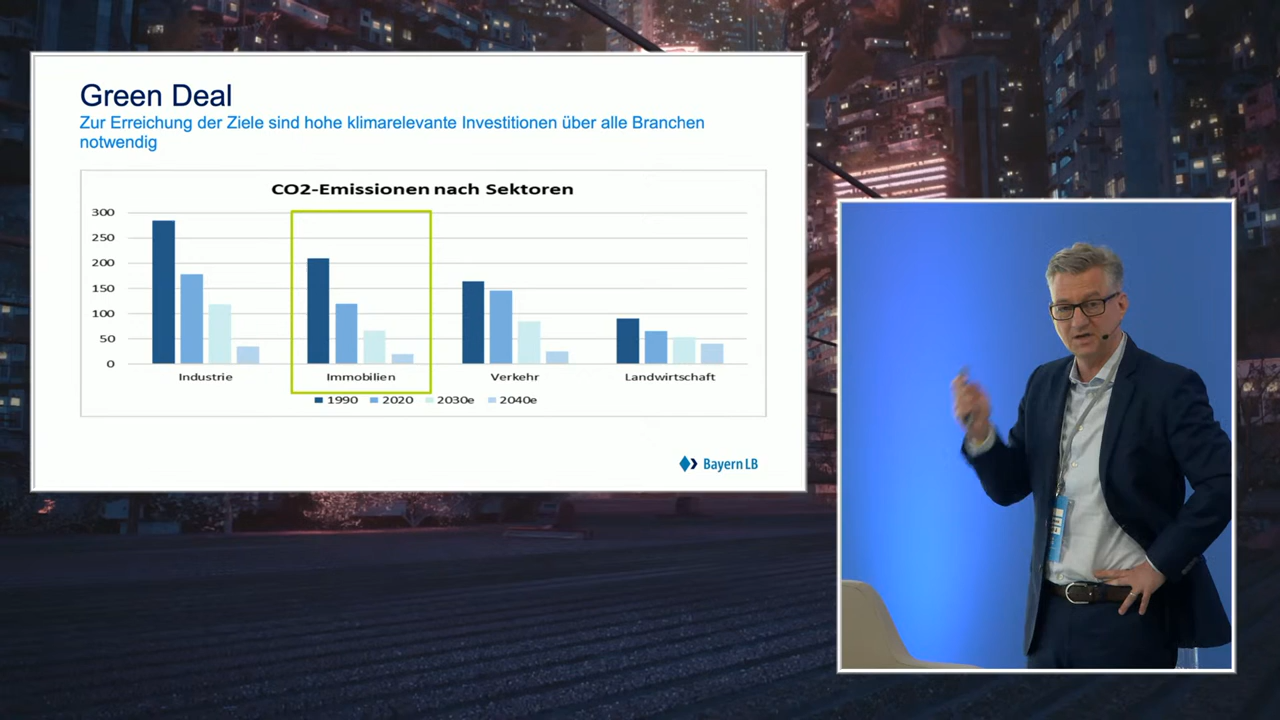 Green Deal
Zur Erreichung der Ziele sind hohe klimarelevante Investitionen über alle Branchen
notwendig
CO2-Emissionen nach Sektoren
300
250
200
150
100
50
0
Industrie Immobilien Verkehr Landwirtschaft
1990 2020 2030e 2040e
Bayern LB